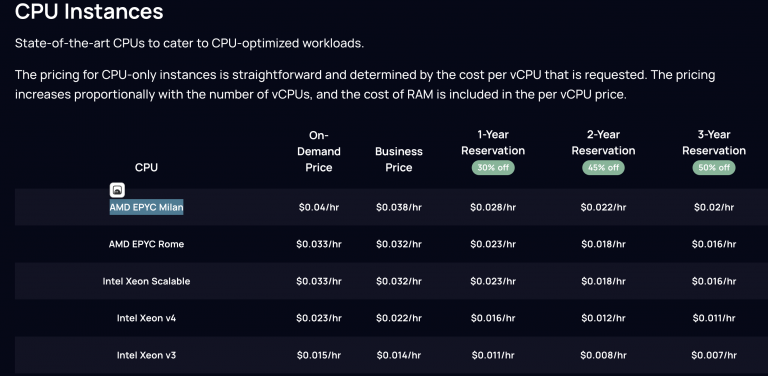 CPU Instances
State-of-the-art CPUs to cater to CPU-optimized workloads.
The pricing for CPU-only instances is straightforward and determined by the cost per vCPU that is requested. The pricing
increases proportionally with the number of vCPUs, and the cost of RAM is included in the per vCPU price.
CPU On-Demand Price Business Price 1-Year Reservation 30% off 2-Year Reservation 45% off 3-Year Reservation 50% off
AMD EPYC Milan $0.04/hr $0.038/hr $0.028/hr $0.022/hr $0.02/hr
AMD EPYC Rome $0.033/hr $0.032/hr $0.023/hr $0.018/hr $0.016/hr
Intel Xeon Scalable $0.033/hr $0.032/hr $0.023/hr $0.018/hr $0.016/hr
Intel Xeon v4 $0.023/hr $0.022/hr $0.016/hr $0.012/hr $0.011/hr
Intel Xeon v3 $0.015/hr $0.014/hr $0.011/hr $0.008/hr $0.007/hr